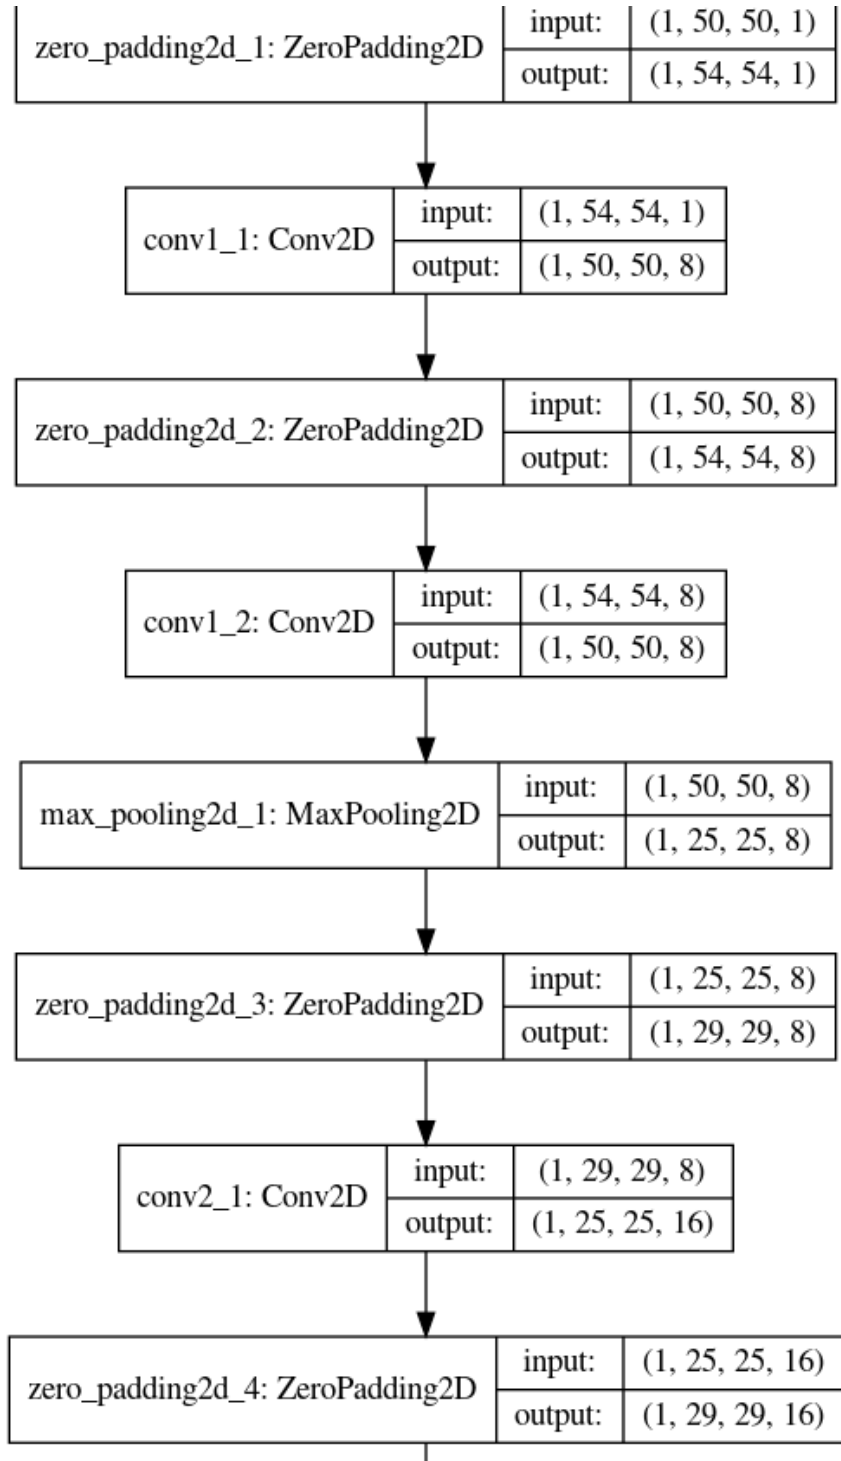 zero_padding2d_1: ZeroPadding2D input: (1, 50, 50, 1)
output: (1, 54, 54, 1)
conv1_1: Conv2D input: (1, 54, 54, 1)
output: (1, 50, 50, 8)
zero_padding2d_2: ZeroPadding2D input: (1, 50, 50, 8)
output: (1, 54, 54, 8)
conv1_2: Conv2D input: (1, 54, 54, 8)
output: (1, 50, 50, 8)
max_pooling2d_1: MaxPooling2D input: (1, 50, 50, 8)
output: (1, 25, 25, 8)
zero_padding2d_3: ZeroPadding2D input: (1, 25, 25, 8)
output: (1, 29, 29, 8)
conv2_1: Conv2D input: (1, 29, 29, 8)
output: (1, 25, 25, 16)
zero_padding2d_4: ZeroPadding2D input: (1, 25, 25, 16)
output: (1, 29, 29, 16)